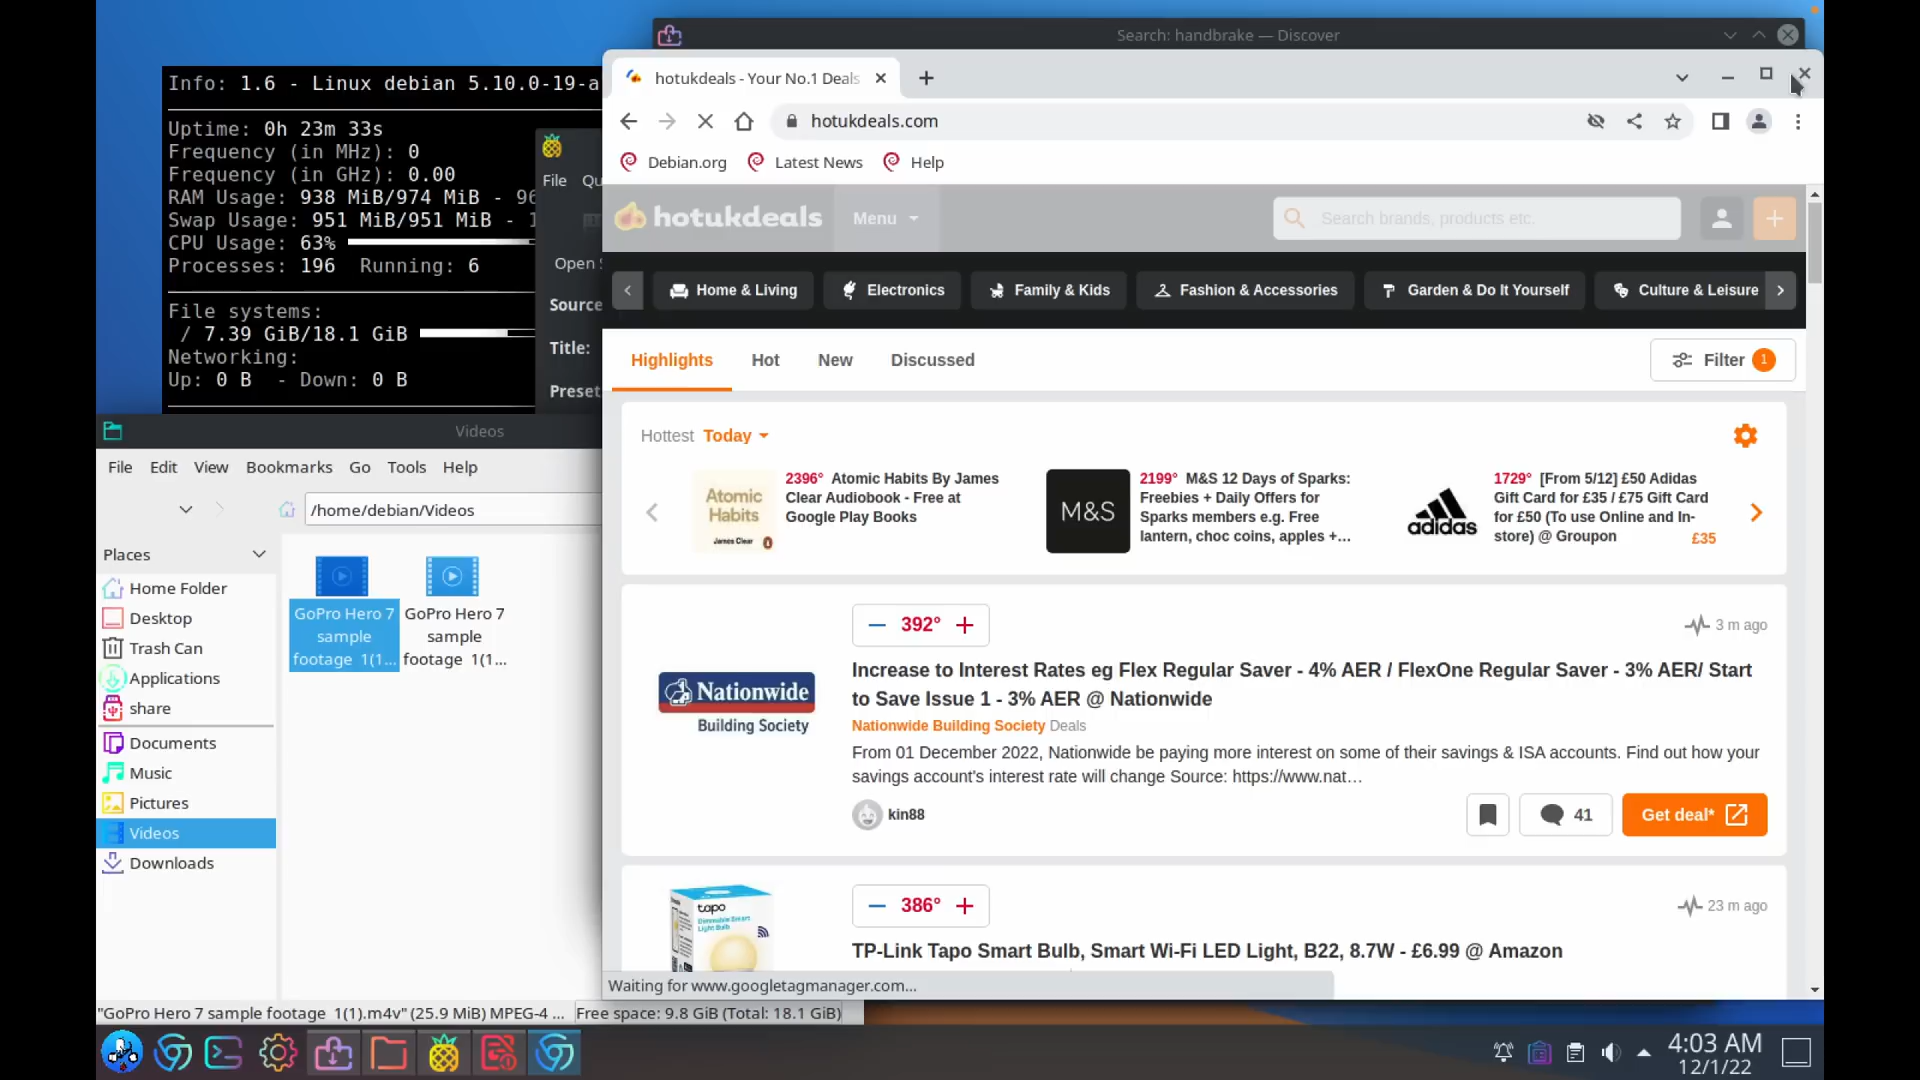 Search: handbrake — Discover
Info: 1.6 - Linux debian 5.10.0-19-a
Uptime: 0h 23m 33s
Frequency (in MHz): 0
Frequency (in GHz): 0.00
RAM Usage: 938 MiB/974 MiB - 96
Swap Usage: 951 MiB/951 MiB - 1
CPU Usage: 63%
Processes: 196 Running: 6
File systems:
/ 7.39 GiB/18.1 GiB
Networking:
Up: 0 B - Down: 0 B
File Qu
Open
Source
Title:
Preset
hotukdeals - Your No.1 Deals
hotukdeals.com
Debian.org Latest News Help
hotukdeals Menu Search brands, products etc.
Home & Living Electronics Family & Kids Fashion & Accessories Garden & Do It Yourself Culture & Leisure
Highlights Hot New Discussed Filter 1
Hottest Today
Atomic
Habits
James Clear
2396° Atomic Habits By James
Clear Audiobook - Free at
Google Play Books
M&S
2199° M&S 12 Days of Sparks:
Freebies + Daily Offers for
Sparks members e.g. Free
lantern, choc coins, apples +...
adidas
1729° [From 5/12] £50 Adidas
Gift Card for £35 / £75 Gift Card
for £50 (To use Online and In-
store) @ Groupon £35
392° 3 m ago
Nationwide
Building Society
Increase to Interest Rates eg Flex Regular Saver - 4% AER / FlexOne Regular Saver - 3% AER/ Start
to Save Issue 1 - 3% AER @ Nationwide
Nationwide Building Society Deals
From 01 December 2022, Nationwide be paying more interest on some of their savings & ISA accounts. Find out how your
savings account's interest rate will change Source: https://www.nat…
kin88 41 Get deal*
386° 23 m ago
tapo
Dimmable Smart
Light Bulb
TP-Link Tapo Smart Bulb, Smart Wi-Fi LED Light, B22, 8.7W - £6.99 @ Amazon
Waiting for www.googletagmanager.com...
Videos
File Edit View Bookmarks Go Tools Help
/home/debian/Videos
Places
Home Folder
Desktop
Trash Can
Applications
share
Documents
Music
Pictures
Videos
Downloads
GoPro Hero 7
sample
footage 1(1...
GoPro Hero 7
sample
footage 1(1...
"GoPro Hero 7 sample footage 1(1).m4v" (25.9 MiB) MPEG-4 ... Free space: 9.8 GiB (Total: 18.1 GiB)
4:03 AM
12/1/22